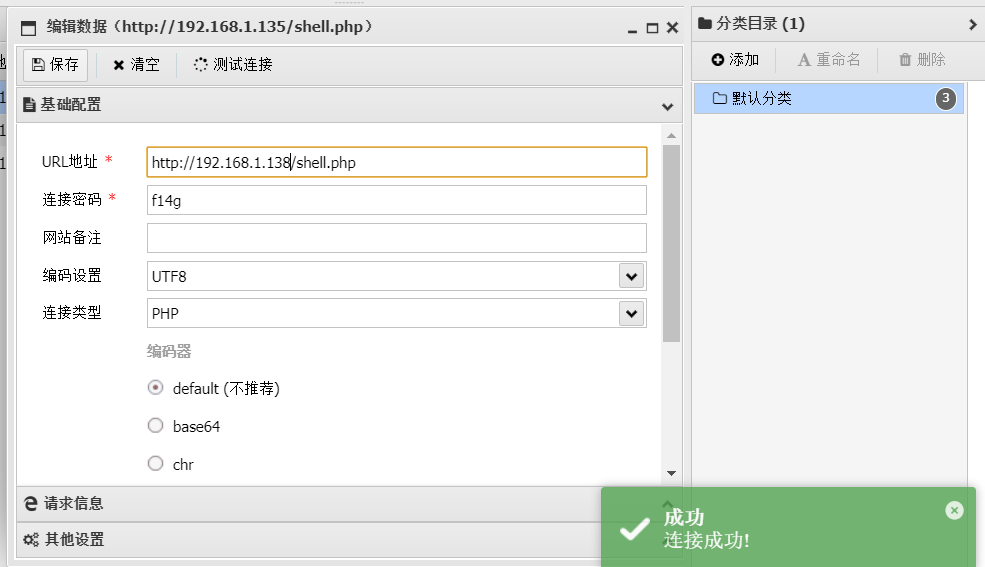 编辑数据（http://192.168.1.135/shell.php）
保存 清空 测试连接
基础配置
URL地址 * http://192.168.1.138/shell.php
连接密码 * f14g
网站备注
编码设置 UTF8
连接类型 PHP
编码器
default (不推荐)
base64
chr
请求信息
其他设置
分类目录 (1)
添加 重命名 删除
默认分类 3
成功
连接成功!